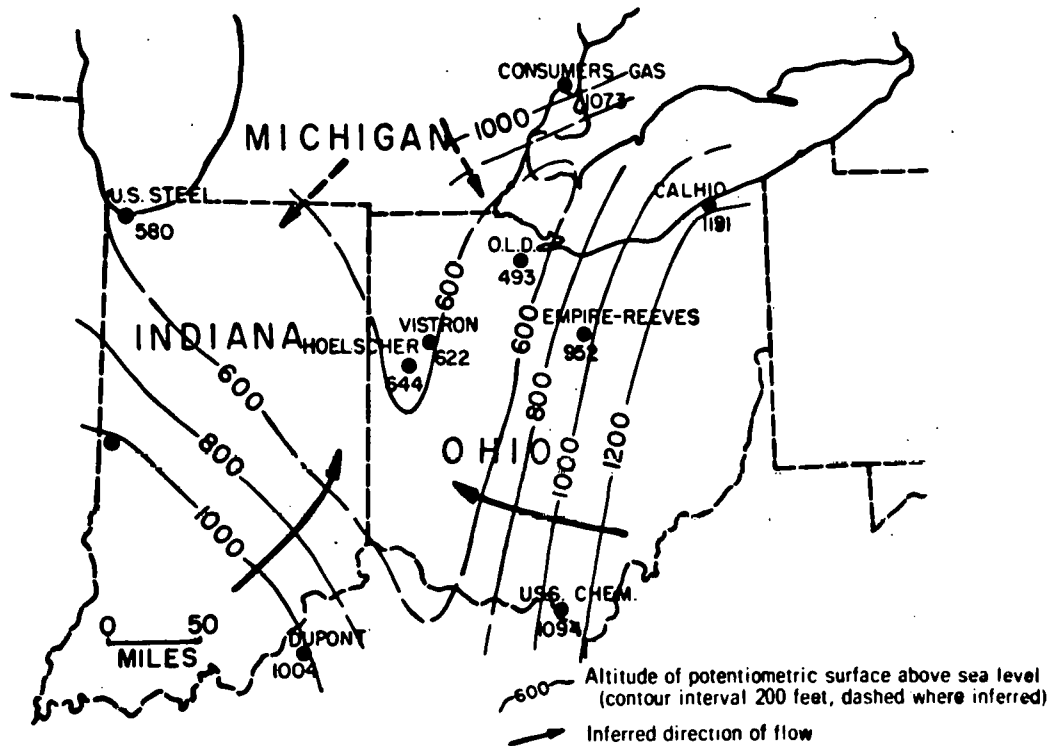 CONSUMERS GAS
1073
1000
MICHIGAN
U.S. STEEL
580
CALHIO
1191
O.L.D.
493
600
600
EMPIRE-REEVES
952
INDIANA
HOELSCHER
644
VISTRON
622
600
800
1000
OHIO
800
1000
1200
0 50
MILES
DUPONT
1004
USS. CHEM.
1094
600 Altitude of potentiometric surface above sea level
(contour interval 200 feet, dashed where inferred)
Inferred direction of flow